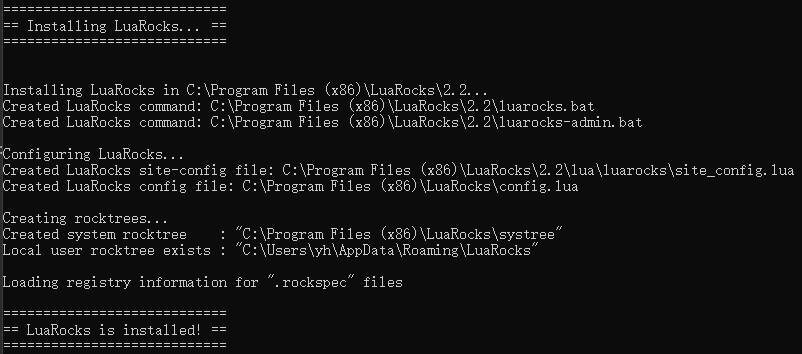 ============================
== Installing LuaRocks... ==
============================
Installing LuaRocks in C:\Program Files (x86)\LuaRocks\2.2...
Created LuaRocks command: C:\Program Files (x86)\LuaRocks\2.2\luarocks.bat
Created LuaRocks command: C:\Program Files (x86)\LuaRocks\2.2\luarocks-admin.bat
Configuring LuaRocks...
Created LuaRocks site-config file: C:\Program Files (x86)\LuaRocks\2.2\lua\luarocks\site_config.lua
Created LuaRocks config file: C:\Program Files (x86)\LuaRocks\config.lua
Creating rocktrees...
Created system rocktree    : "C:\Program Files (x86)\LuaRocks\systree"
Local user rocktree exists : "C:\Users\yh\AppData\Roaming\LuaRocks"
Loading registry information for ".rockspec" files
============================
== LuaRocks is installed! ==
============================